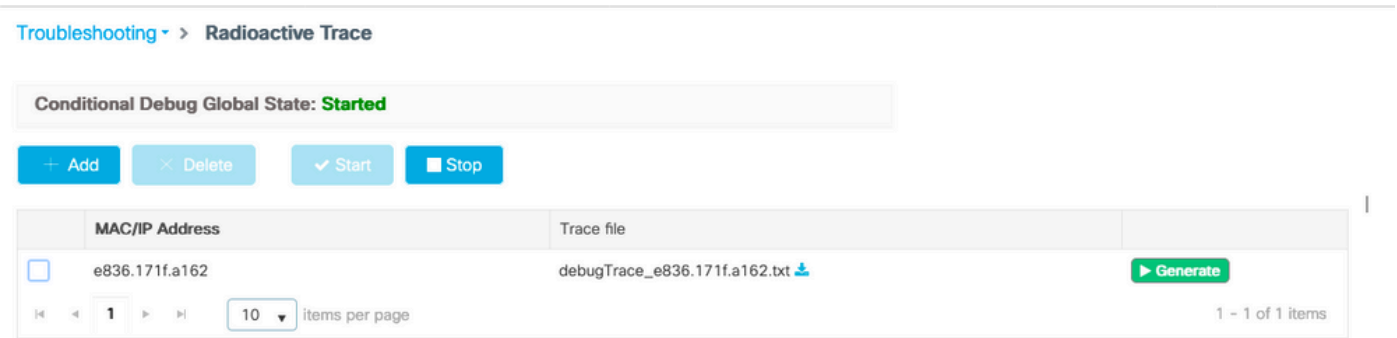 Troubleshooting > Radioactive Trace
Conditional Debug Global State: Started
+ Add × Delete ✔ Start Stop
MAC/IP Address Trace file
e836.171f.a162 debugTrace_e836.171f.a162.txt Generate
1 10 items per page 1 - 1 of 1 items